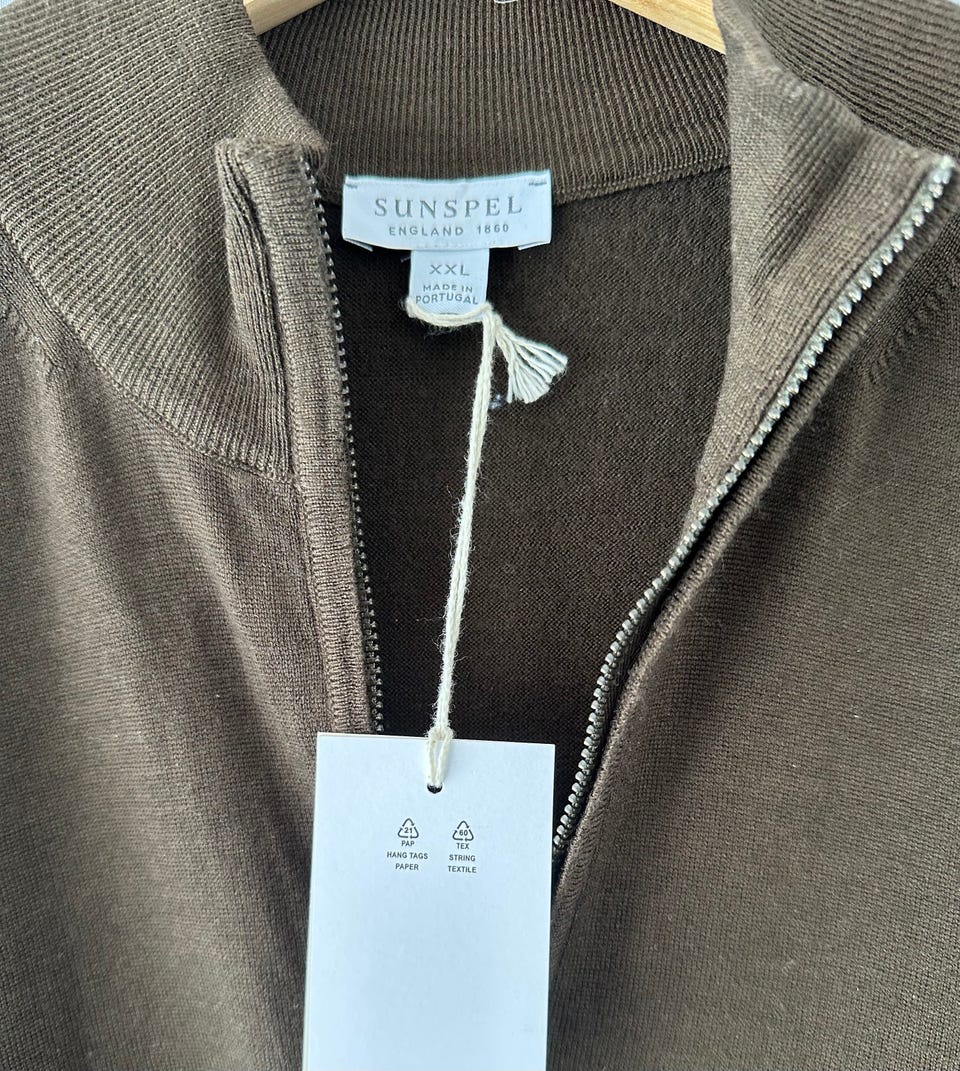 SUNSPEL
ENGLAND 1860
XXL
MADE IN
PORTUGAL
21
PAP
HANG TAGS
PAPER
60
TEX
STRING
TEXTILE